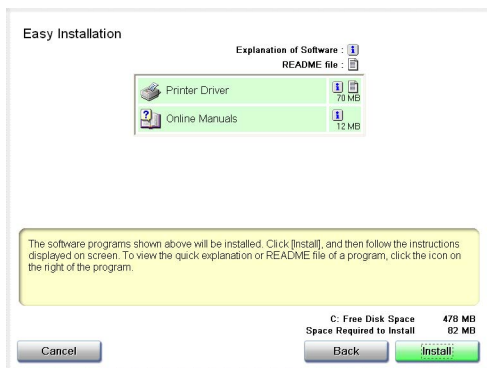 Easy Installation
Explanation of Software :
README file :
Printer Driver
70 MB
Online Manuals
12 MB
The software programs shown above will be installed. Click [Install], and then follow the instructions
displayed on screen. To view the quick explanation or README file of a program, click the icon on
the right of the program.
C: Free Disk Space 478 MB
Space Required to Install 82 MB
Cancel Back Install